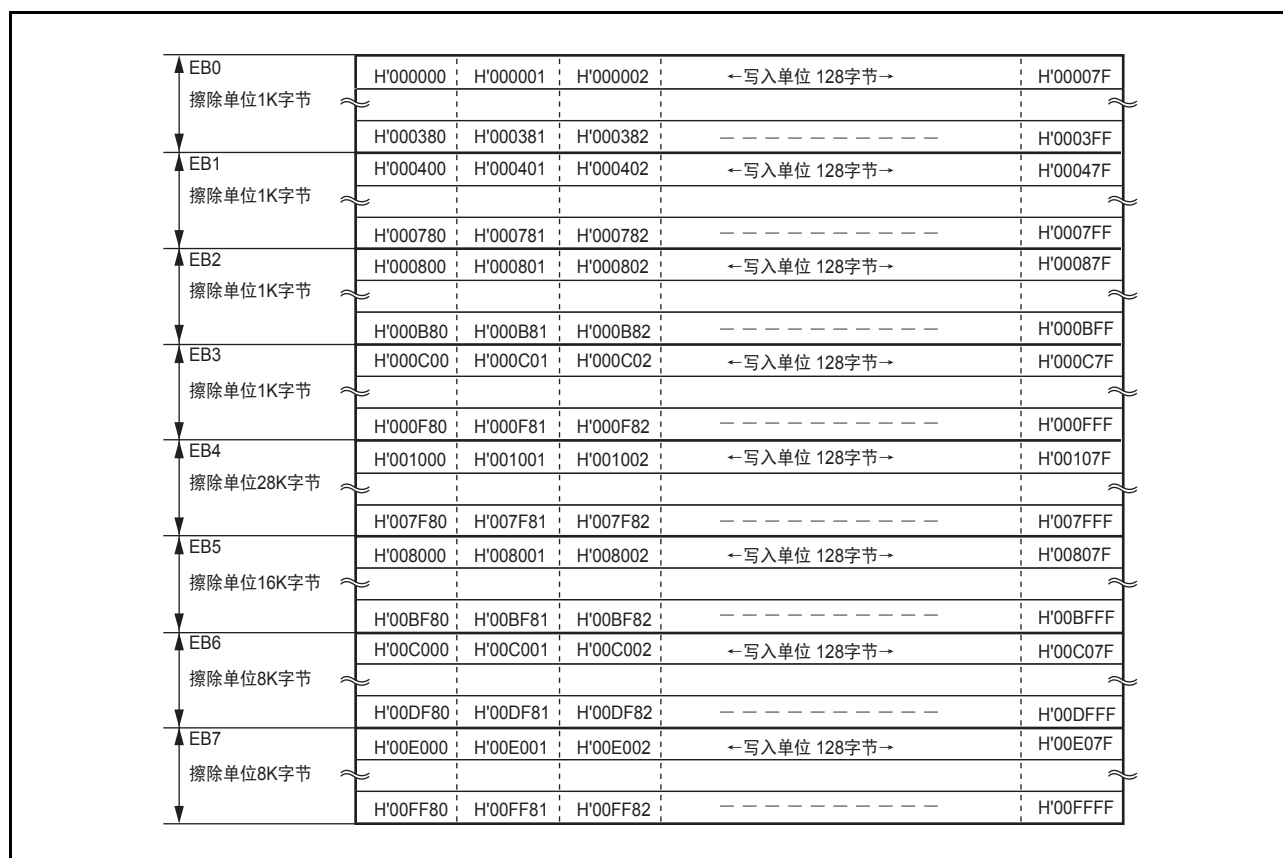 EB0 H'000000 H'000001 H'000002 ←写入单位 128字节→ H'00007F
擦除单位1K字节
H'000380 H'000381 H'000382 － － － － － － － － － － H'0003FF
EB1 H'000400 H'000401 H'000402 ←写入单位 128字节→ H'00047F
擦除单位1K字节
H'000780 H'000781 H'000782 － － － － － － － － － － H'0007FF
EB2 H'000800 H'000801 H'000802 ←写入单位 128字节→ H'00087F
擦除单位1K字节
H'000B80 H'000B81 H'000B82 － － － － － － － － － － H'000BFF
EB3 H'000C00 H'000C01 H'000C02 ←写入单位 128字节→ H'000C7F
擦除单位1K字节
H'000F80 H'000F81 H'000F82 － － － － － － － － － － H'000FFF
EB4 H'001000 H'001001 H'001002 ←写入单位 128字节→ H'00107F
擦除单位28K字节
H'007F80 H'007F81 H'007F82 － － － － － － － － － － H'007FFF
EB5 H'008000 H'008001 H'008002 ←写入单位 128字节→ H'00807F
擦除单位16K字节
H'00BF80 H'00BF81 H'00BF82 － － － － － － － － － － H'00BFFF
EB6 H'00C000 H'00C001 H'00C002 ←写入单位 128字节→ H'00C07F
擦除单位8K字节
H'00DF80 H'00DF81 H'00DF82 － － － － － － － － － － H'00DFFF
EB7 H'00E000 H'00E001 H'00E002 ←写入单位 128字节→ H'00E07F
擦除单位8K字节
H'00FF80 H'00FF81 H'00FF82 － － － － － － － － － － H'00FFFF